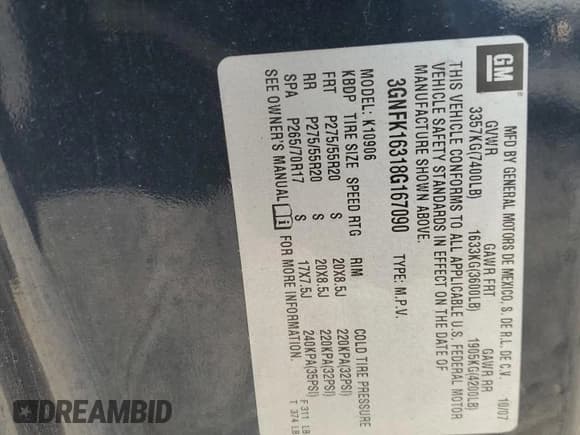 GM
MFD BY GENERAL MOTORS DE MEXICO, S. DE R.L. DE C.V. 10/07
GVWR GAWR FRT GAWR RR
3357KG(7400LB) 1633KG(3600LB) 1905KG(4200LB)
THIS VEHICLE CONFORMS TO ALL APPLICABLE U.S. FEDERAL MOTOR
VEHICLE SAFETY STANDARDS IN EFFECT ON THE DATE OF
MANUFACTURE SHOWN ABOVE.
3GNFK16318G167090 TYPE: M.P.V.
K10906
KBDP TIRE SIZE SPEED RTG RIM COLD TIRE PRESSURE
FRT P275/55R20 S 20X8.5J 220KPA(32PSI)
RR P275/55R20 S 20X8.5J 220KPA(32PSI)
SPA P265/70R17 S 17X7.5J 240KPA(35PSI)
SEE OWNER'S MANUAL i FOR MORE INFORMATION.
F 311 LB
T 374 LB
DREAMBID